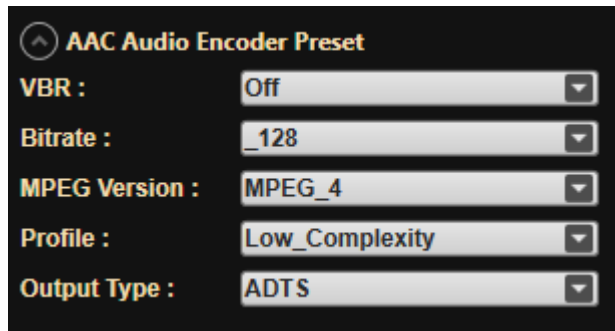 AAC Audio Encoder Preset
VBR : Off
Bitrate : _128
MPEG Version : MPEG_4
Profile : Low_Complexity
Output Type : ADTS